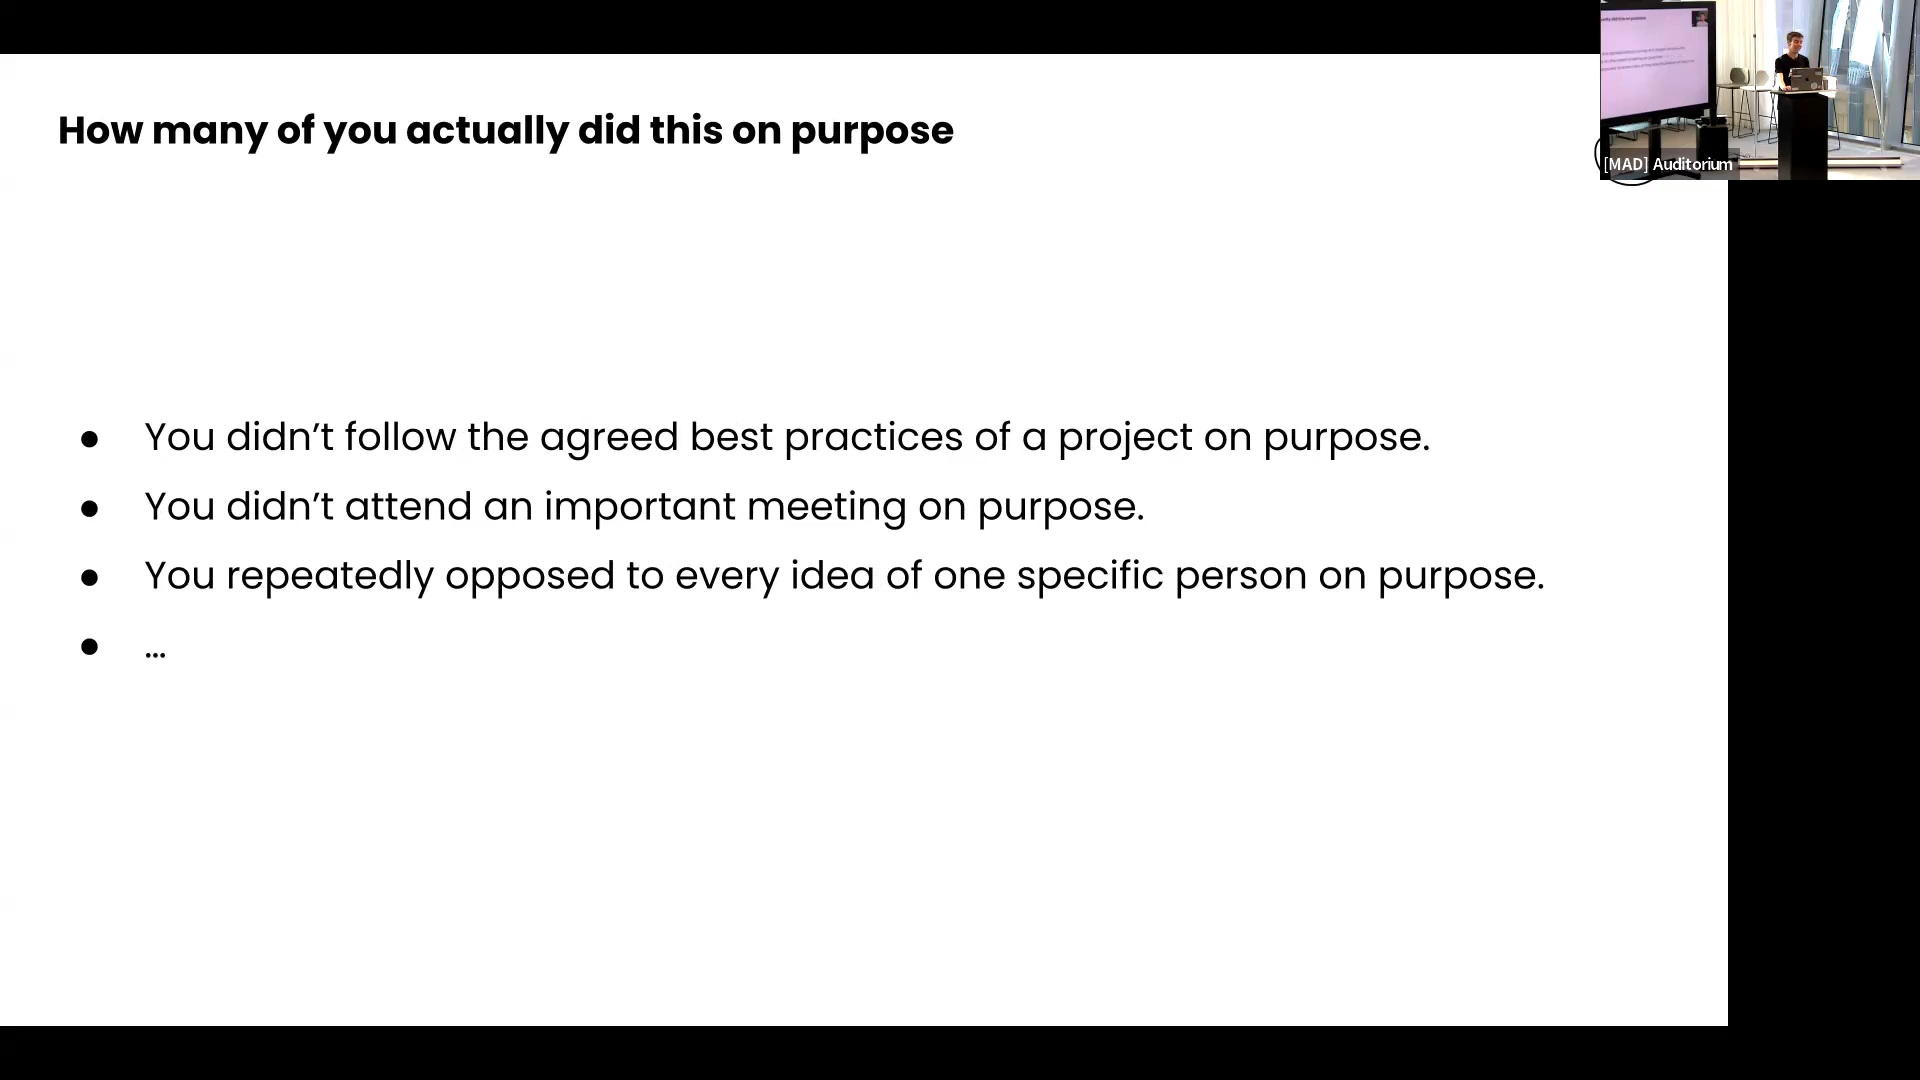 How many of you actually did this on purpose
[MAD] Auditorium
● You didn’t follow the agreed best practices of a project on purpose.
● You didn’t attend an important meeting on purpose.
● You repeatedly opposed to every idea of one specific person on purpose.
● ...